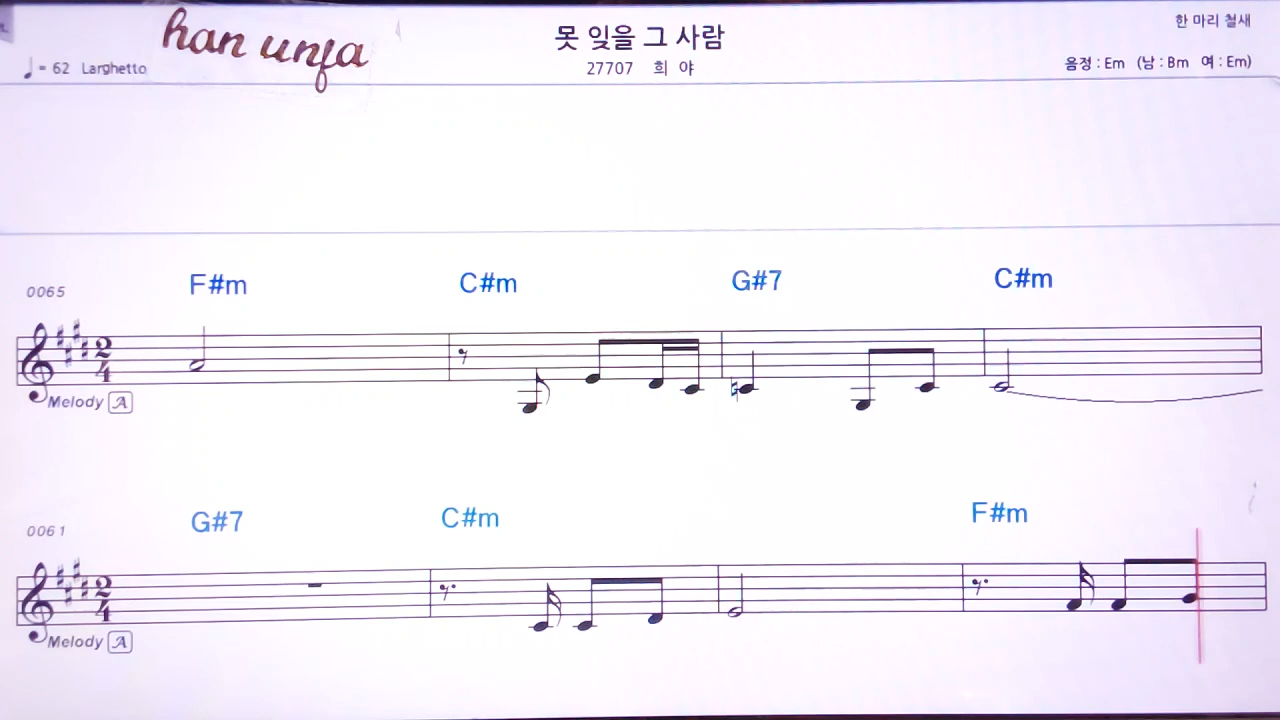 han unfa
못 잊을 그 사람
한 마리 철새
♩= 62 Larghetto
27707 희 야
음정 : Em (남 : Bm 여 : Em)
0065
F#m C#m G#7 C#m
2
4
Melody A
0061
G#7 C#m F#m
2
4
Melody A